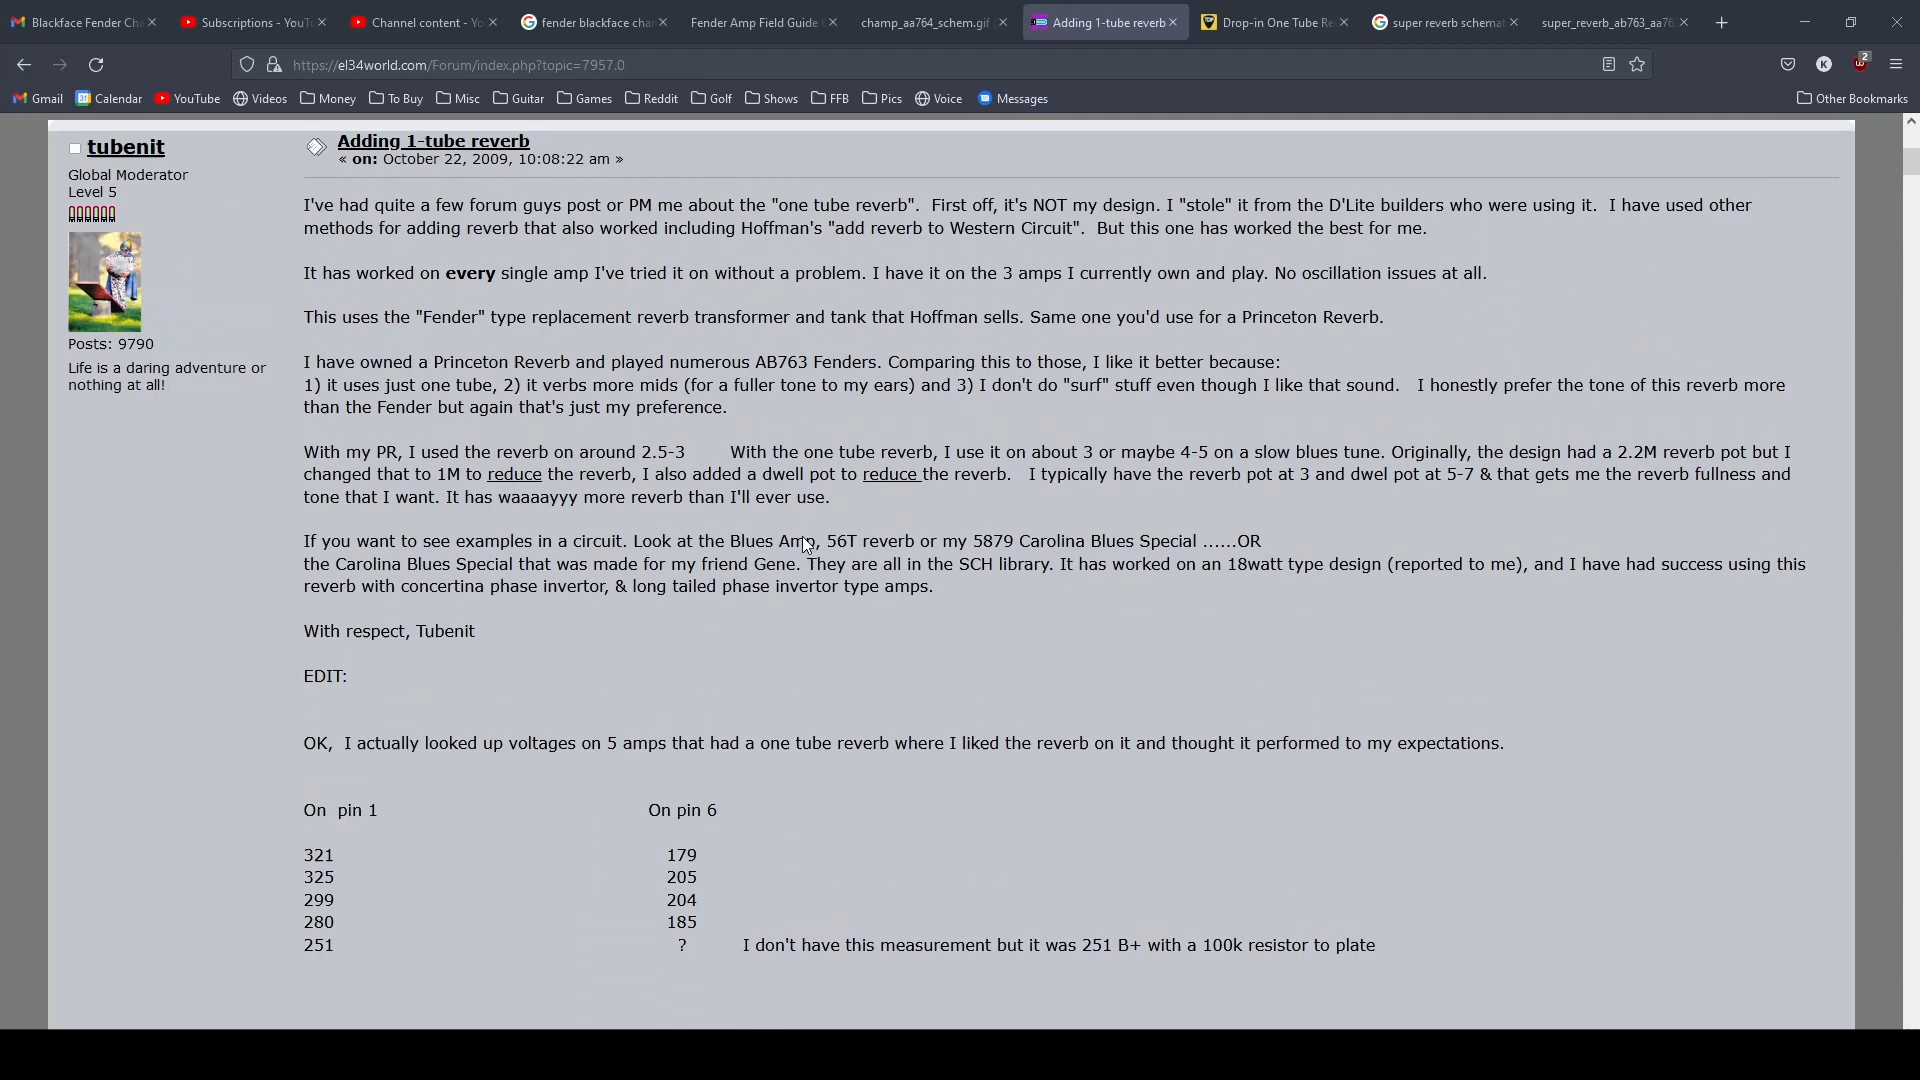 Blackface Fender Cha
Subscriptions - YouTu
Channel content - Yo
fender blackface cham
Fender Amp Field Guide
champ_aa764_schem.gif
Adding 1-tube reverb
Drop-in One Tube Re
super reverb schemat
super_reverb_ab763_aa76
https://el34world.com/Forum/index.php?topic=7957.0
K
2
Gmail
31 Calendar
YouTube
Videos
Money
To Buy
Misc
Guitar
Games
Reddit
Golf
Shows
FFB
Pics
Voice
Messages
Other Bookmarks
tubenit
Global Moderator
Level 5
Posts: 9790
Life is a daring adventure or
nothing at all!
Adding 1-tube reverb
« on: October 22, 2009, 10:08:22 am »
I've had quite a few forum guys post or PM me about the "one tube reverb".  First off, it's NOT my design. I "stole" it from the D'Lite builders who were using it.  I have used other
methods for adding reverb that also worked including Hoffman's "add reverb to Western Circuit".  But this one has worked the best for me.
It has worked on every single amp I've tried it on without a problem. I have it on the 3 amps I currently own and play. No oscillation issues at all.
This uses the "Fender" type replacement reverb transformer and tank that Hoffman sells. Same one you'd use for a Princeton Reverb.
I have owned a Princeton Reverb and played numerous AB763 Fenders. Comparing this to those, I like it better because:
1) it uses just one tube, 2) it verbs more mids (for a fuller tone to my ears) and 3) I don't do "surf" stuff even though I like that sound.   I honestly prefer the tone of this reverb more
than the Fender but again that's just my preference.
With my PR, I used the reverb on around 2.5-3        With the one tube reverb, I use it on about 3 or maybe 4-5 on a slow blues tune. Originally, the design had a 2.2M reverb pot but I
changed that to 1M to reduce the reverb, I also added a dwell pot to reduce the reverb.   I typically have the reverb pot at 3 and dwel pot at 5-7 & that gets me the reverb fullness and
tone that I want. It has waaaayyy more reverb than I'll ever use.
If you want to see examples in a circuit. Look at the Blues Amp, 56T reverb or my 5879 Carolina Blues Special ......OR
the Carolina Blues Special that was made for my friend Gene. They are all in the SCH library. It has worked on an 18watt type design (reported to me), and I have had success using this
reverb with concertina phase invertor, & long tailed phase invertor type amps.
With respect, Tubenit
EDIT:
OK,  I actually looked up voltages on 5 amps that had a one tube reverb where I liked the reverb on it and thought it performed to my expectations.
On  pin 1                                                    On pin 6
321                                                             179
325                                                             205
299                                                             204
280                                                             185
251                                                             ?          I don't have this measurement but it was 251 B+ with a 100k resistor to plate